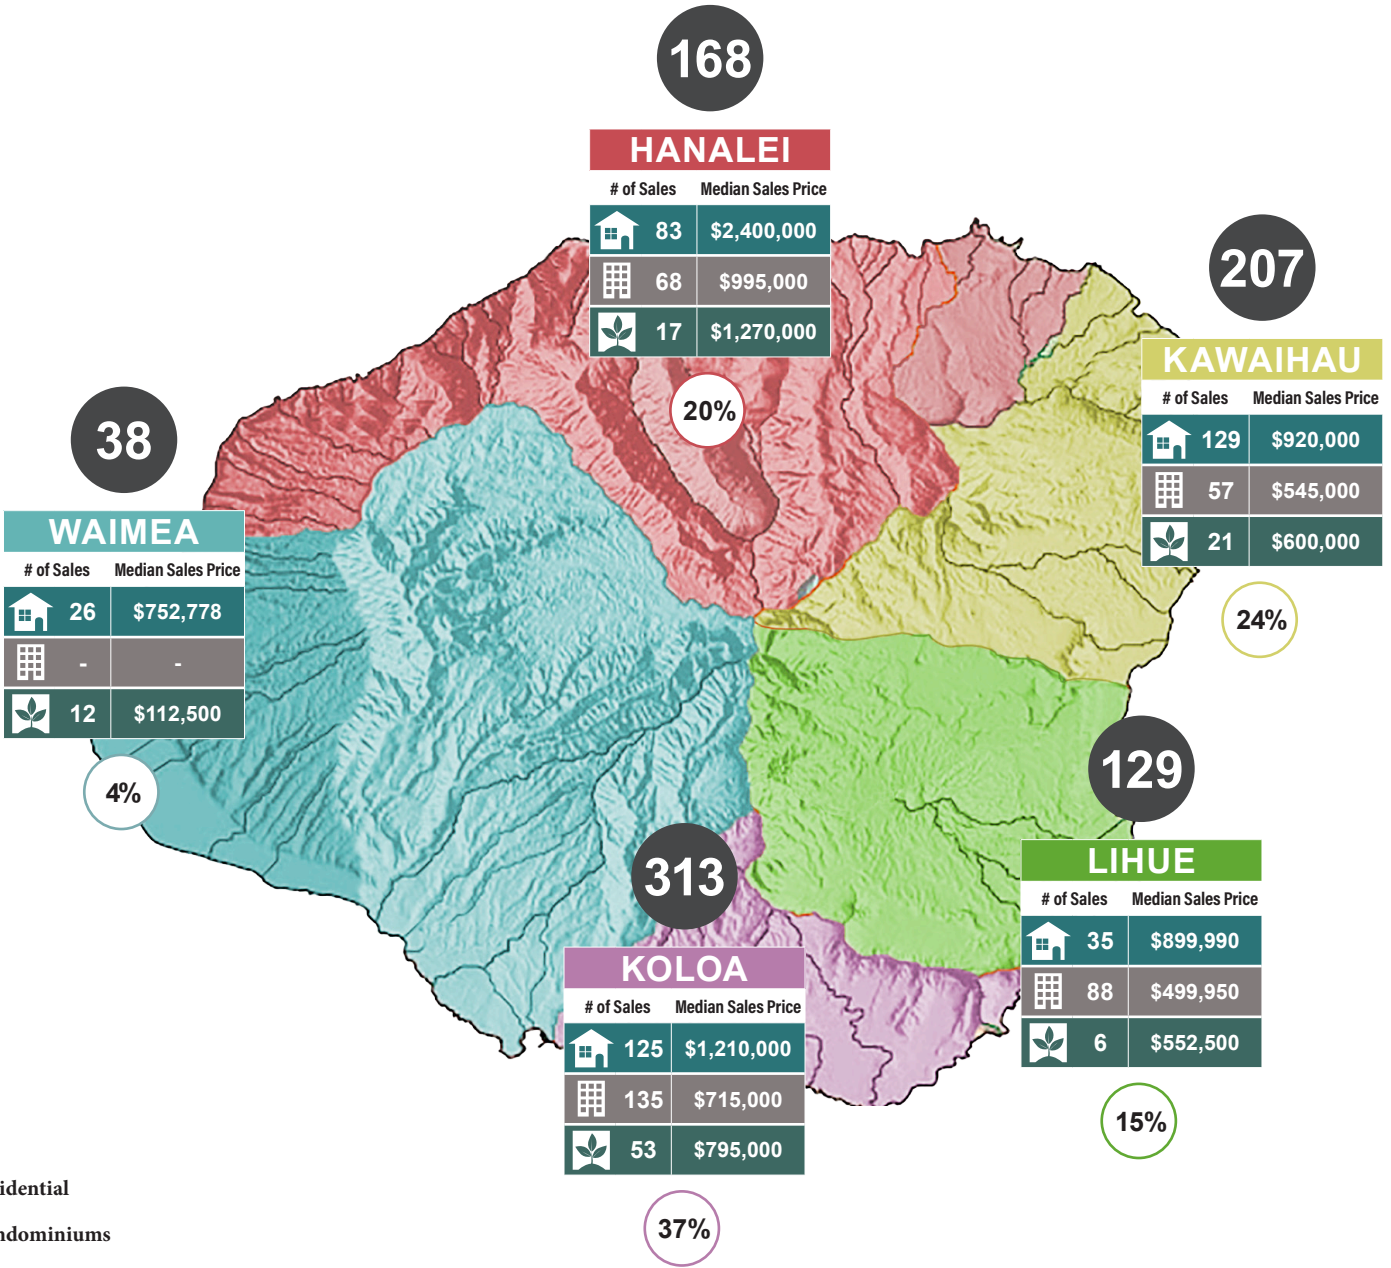 168
HANALEI
# of Sales Median Sales Price
83 $2,400,000
68 $995,000
17 $1,270,000
20%
207
KAWAIHAU
# of Sales Median Sales Price
129 $920,000
57 $545,000
21 $600,000
24%
38
WAIMEA
# of Sales Median Sales Price
26 $752,778
- -
12 $112,500
4%
129
LIHUE
# of Sales Median Sales Price
35 $899,990
88 $499,950
6 $552,500
15%
313
KOLOA
# of Sales Median Sales Price
125 $1,210,000
135 $715,000
53 $795,000
37%
idential
ndominiums